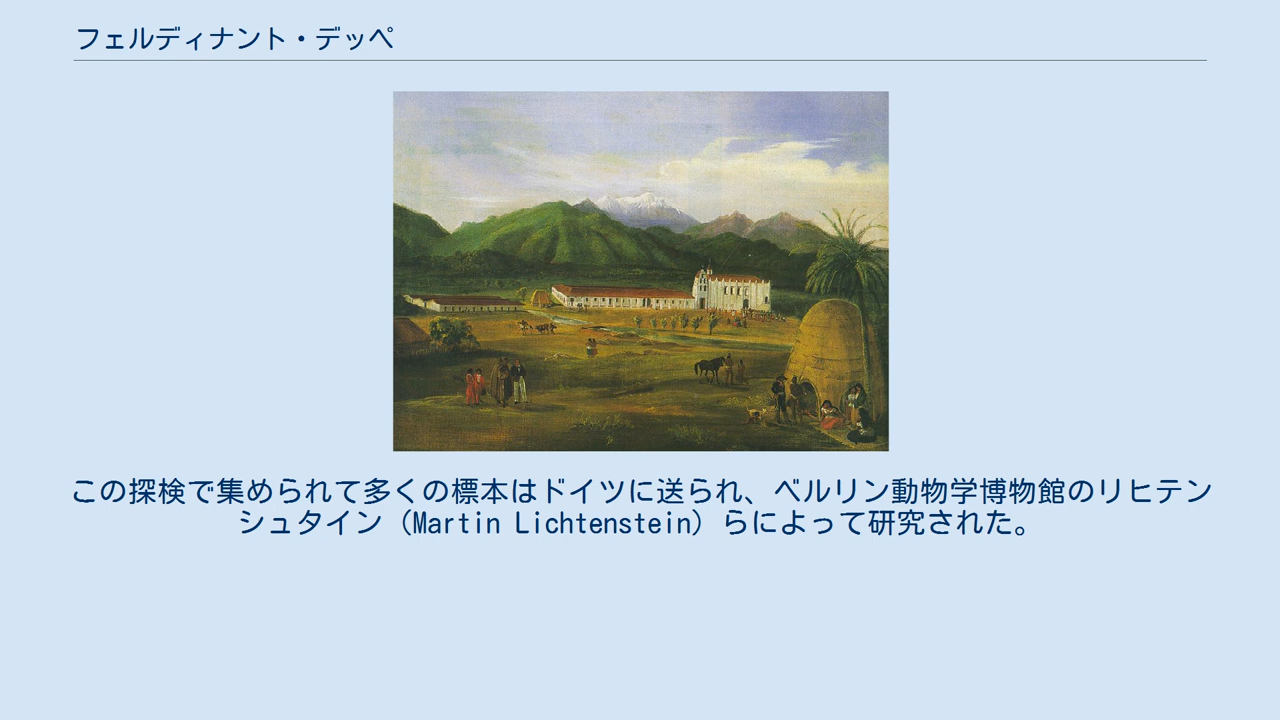 フェルディナント・デッペ
この探検で集められて多くの標本はドイツに送られ、ベルリン動物学博物館のリヒテン
シュタイン（Martin Lichtenstein）らによって研究された。